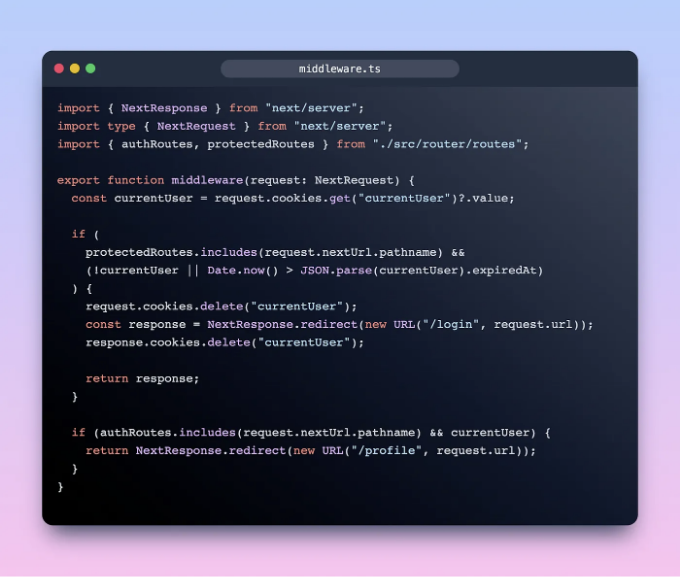 middleware.ts
import { NextResponse } from "next/server";
import type { NextRequest } from "next/server";
import { authRoutes, protectedRoutes } from "./src/router/routes";

export function middleware(request: NextRequest) {
  const currentUser = request.cookies.get("currentUser")?.value;

  if (
    protectedRoutes.includes(request.nextUrl.pathname) &&
    (!currentUser || Date.now() > JSON.parse(currentUser).expiredAt)
  ) {
    request.cookies.delete("currentUser");
    const response = NextResponse.redirect(new URL("/login", request.url));
    response.cookies.delete("currentUser");

    return response;
  }

  if (authRoutes.includes(request.nextUrl.pathname) && currentUser) {
    return NextResponse.redirect(new URL("/profile", request.url));
  }
}